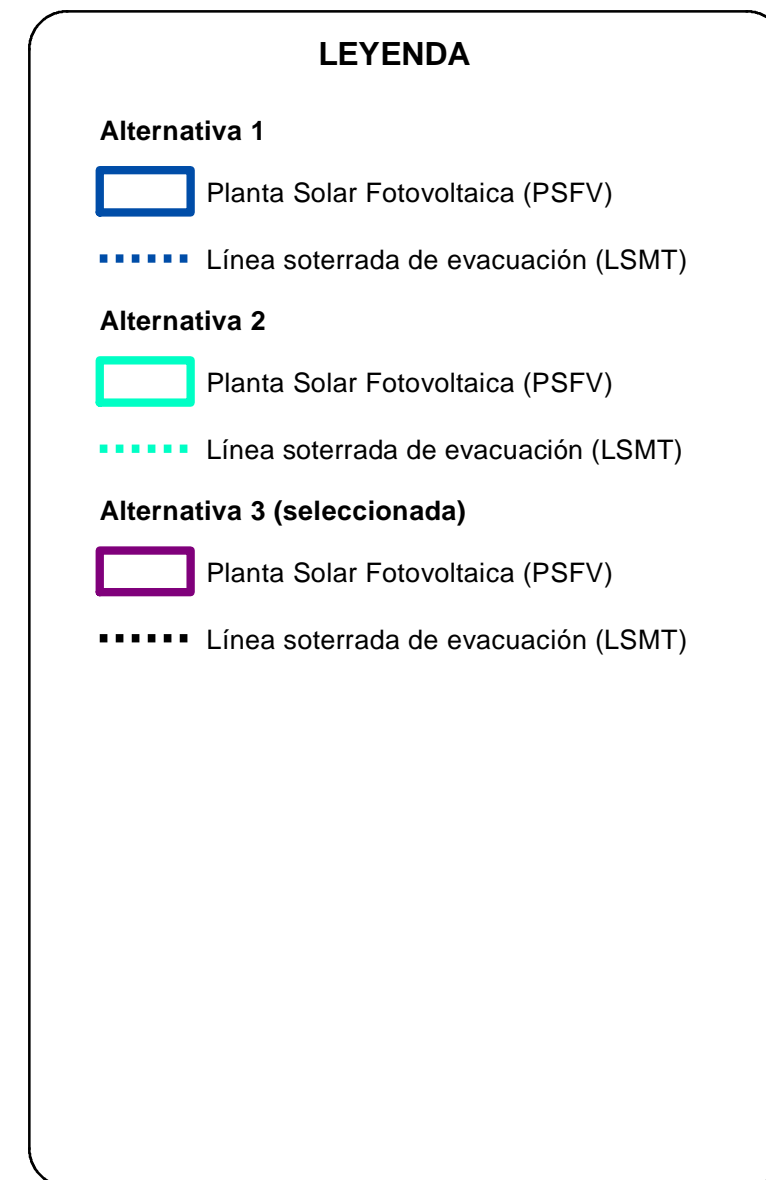 LEYENDA
Alternativa 1
Planta Solar Fotovoltaica (PSFV)
Línea soterrada de evacuación (LSMT)
Alternativa 2
Planta Solar Fotovoltaica (PSFV)
Línea soterrada de evacuación (LSMT)
Alternativa 3 (seleccionada)
Planta Solar Fotovoltaica (PSFV)
Línea soterrada de evacuación (LSMT)